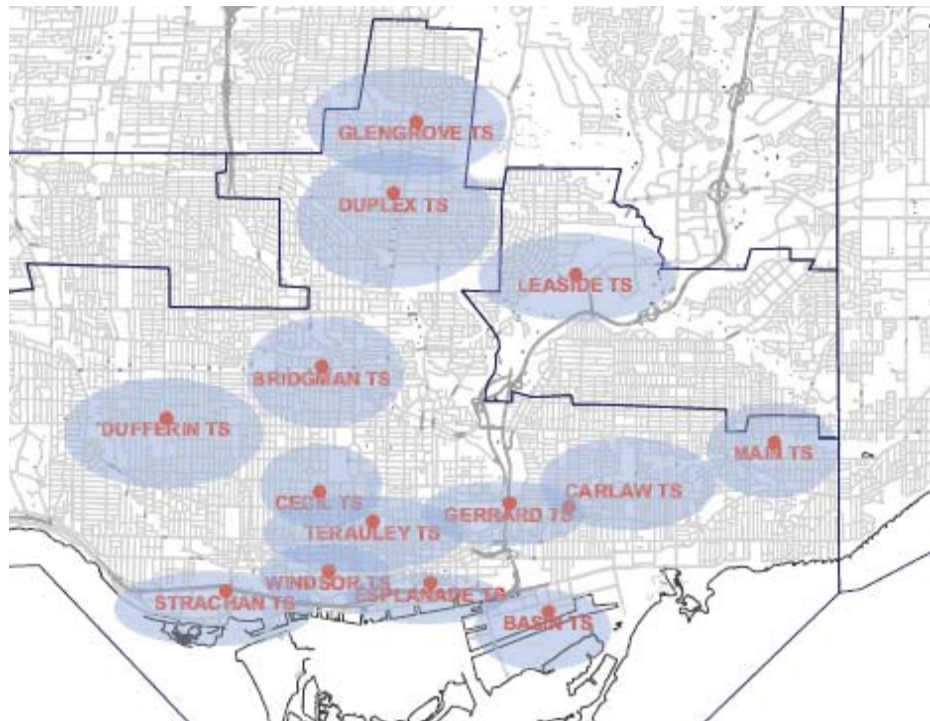 GLENGROVE TS
DUPLEX TS
LEASIDE TS
BRIDGMAN TS
DUFFERIN TS
MAIN TS
CARLAW TS
CECIL TS
GERRARD TS
TERAULEY TS
WINDSOR TS
ESPLANADE TS
STRACHAN TS
BASIN TS